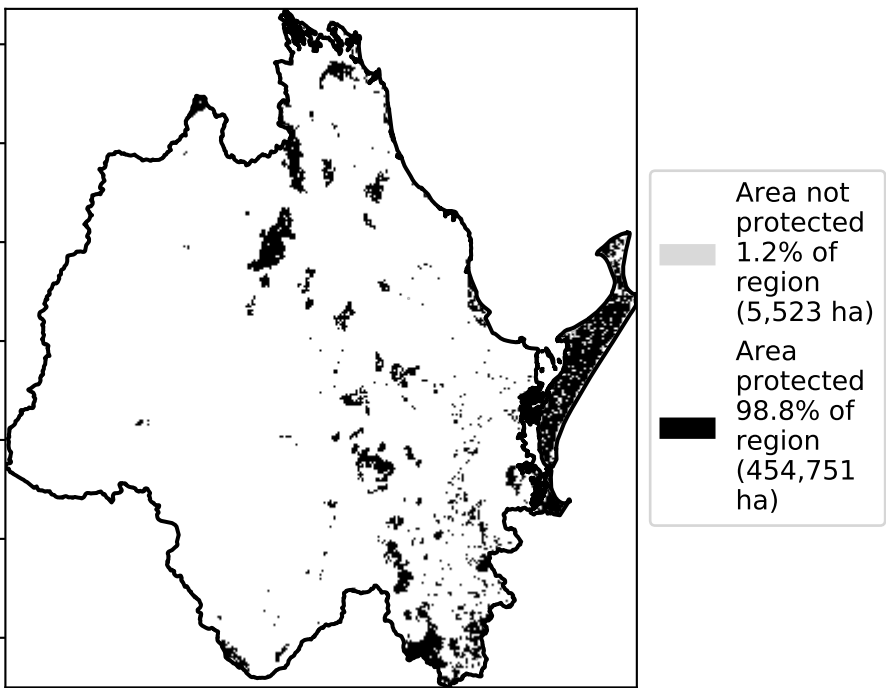 Area not
protected
1.2% of
region
(5,523 ha)
Area
protected
98.8% of
region
(454,751
ha)